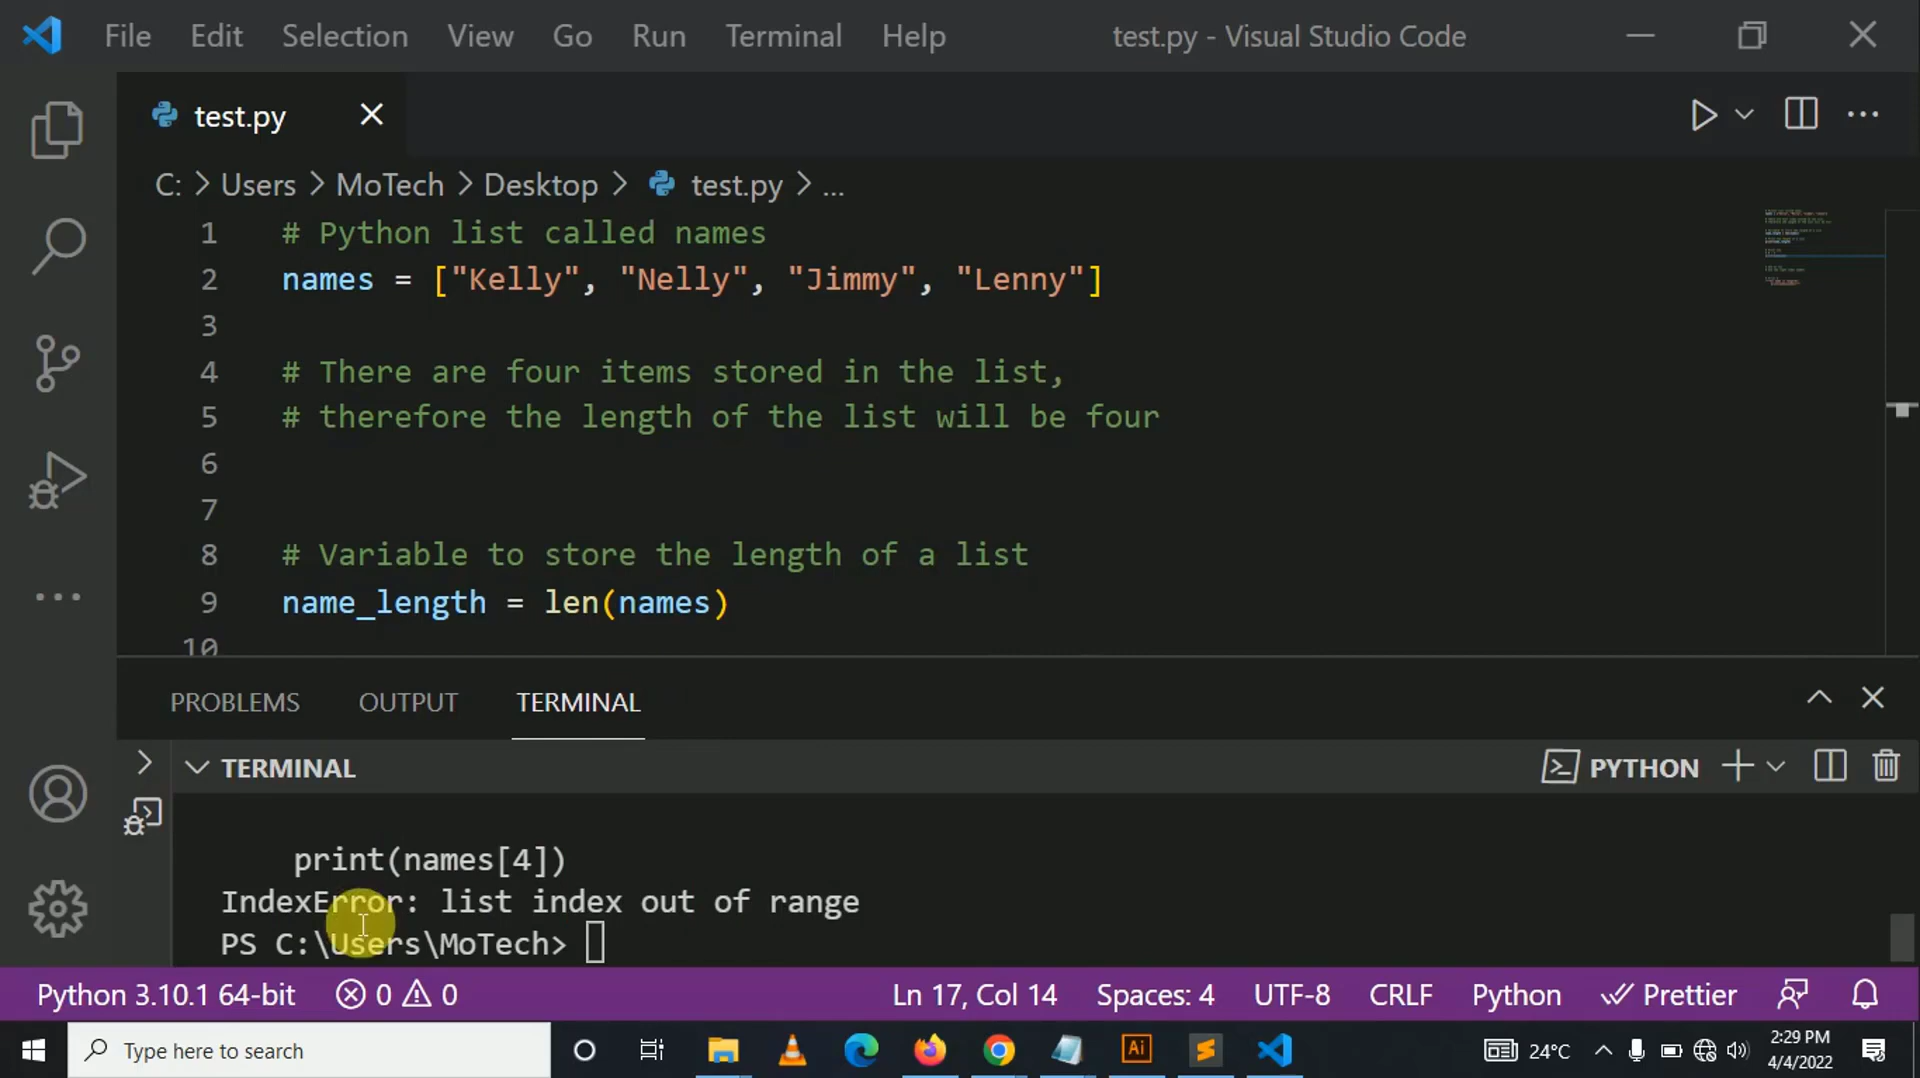 File Edit Selection View Go Run Terminal Help test.py - Visual Studio Code
test.py
C: > Users > MoTech > Desktop > test.py > ...
1 # Python list called names
2 names = ["Kelly", "Nelly", "Jimmy", "Lenny"]
3
4 # There are four items stored in the list,
5 # therefore the length of the list will be four
6
7
8 # Variable to store the length of a list
9 name_length = len(names)
10
PROBLEMS OUTPUT TERMINAL
TERMINAL PYTHON
print(names[4])
IndexError: list index out of range
PS C:\Users\MoTech>
Python 3.10.1 64-bit 0 0 Ln 17, Col 14 Spaces: 4 UTF-8 CRLF Python Prettier
Type here to search Ai 24°C 2:29 PM
4/4/2022